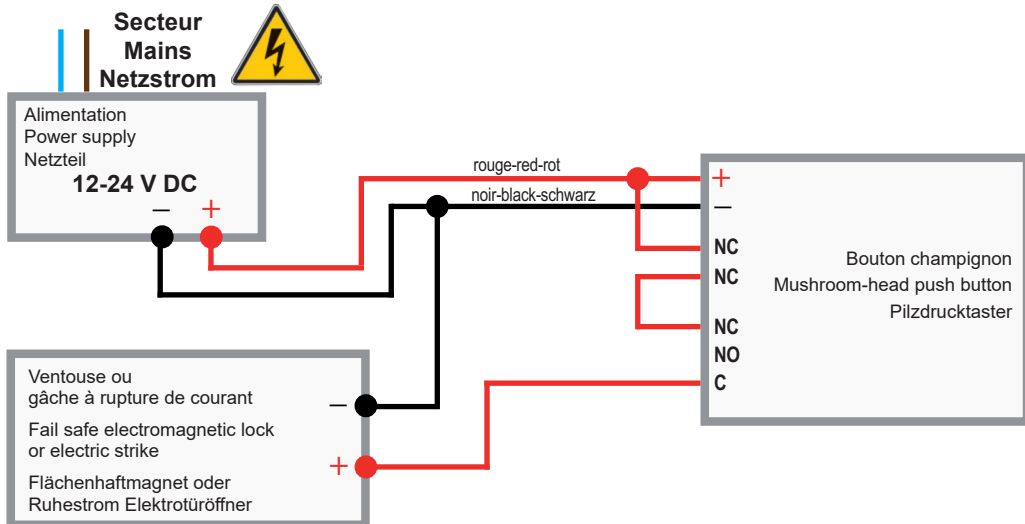 Secteur
Mains
Netzstrom
Alimentation
Power supply
Netzteil
12-24 V DC
– +
rouge-red-rot
noir-black-schwarz
+
–
NC
NC
NC
NO
C
Bouton champignon
Mushroom-head push button
Pilzdrucktaster
Ventouse ou
gâche à rupture de courant
Fail safe electromagnetic lock
or electric strike
Flächenhaftmagnet oder
Ruhestrom Elektrotüröffner
–
+